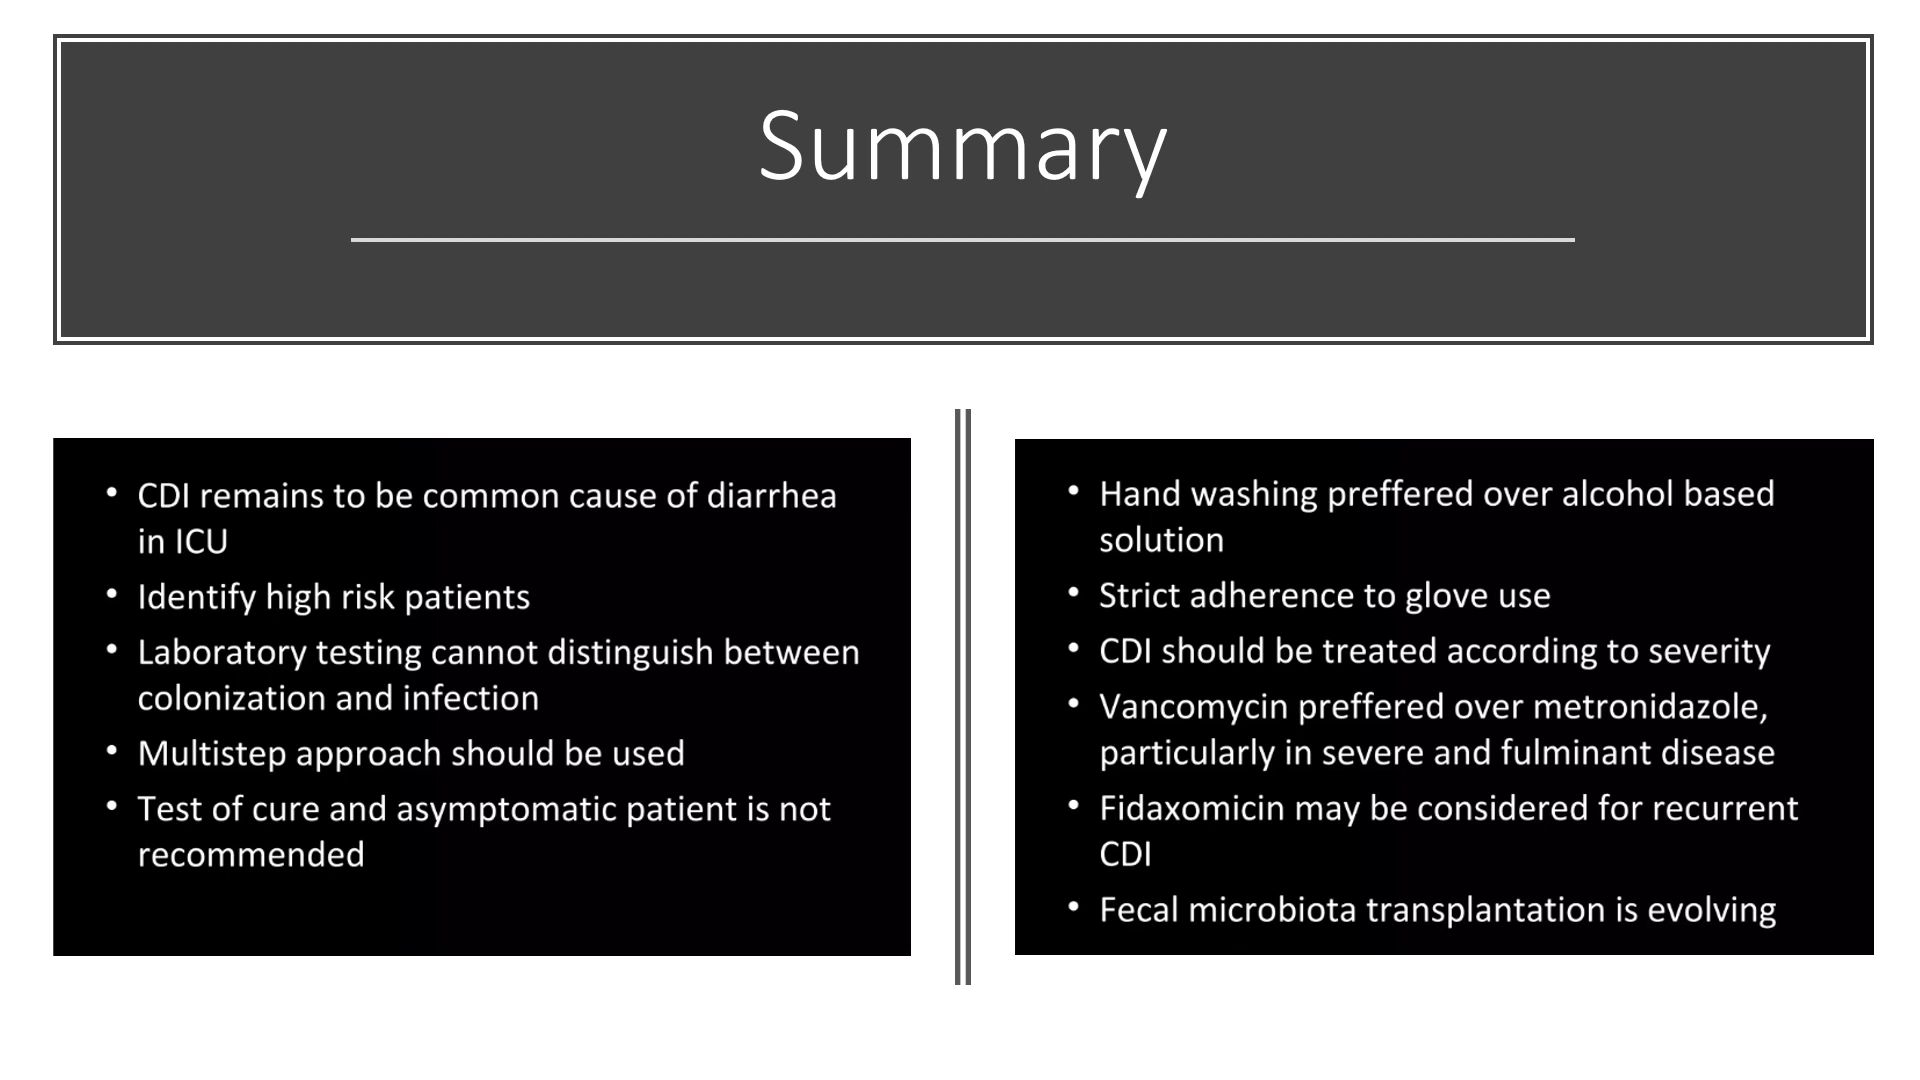 Summary
• CDI remains to be common cause of diarrhea
in ICU
• Identify high risk patients
• Laboratory testing cannot distinguish between
colonization and infection
• Multistep approach should be used
• Test of cure and asymptomatic patient is not
recommended
• Hand washing preffered over alcohol based
solution
• Strict adherence to glove use
• CDI should be treated according to severity
• Vancomycin preffered over metronidazole,
particularly in severe and fulminant disease
• Fidaxomicin may be considered for recurrent
CDI
• Fecal microbiota transplantation is evolving